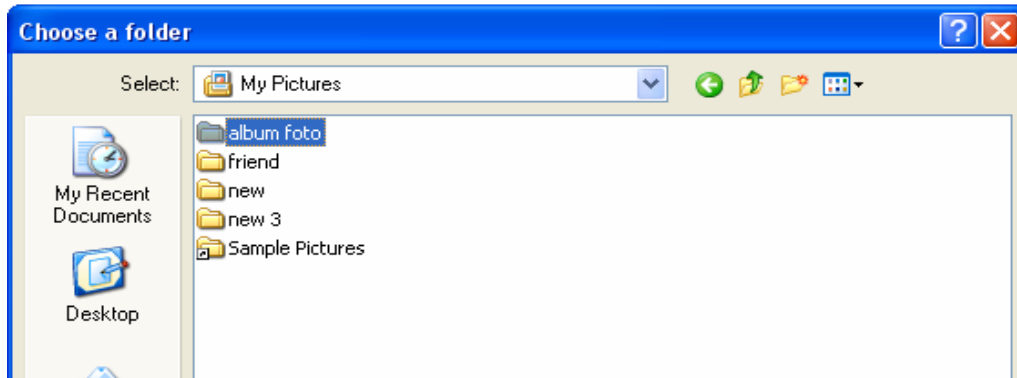 Choose a folder
Select:
My Pictures
album foto
friend
new
new 3
Sample Pictures
My Recent
Documents
Desktop